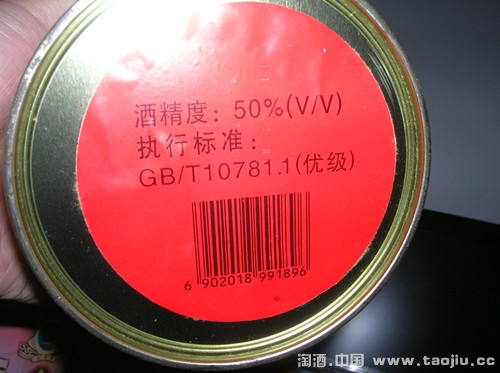 酒精度：50%(V/V)
执行标准：
GB/T10781.1(优级)
6 902018 991896
淘酒.中国 www.taojiu.cc